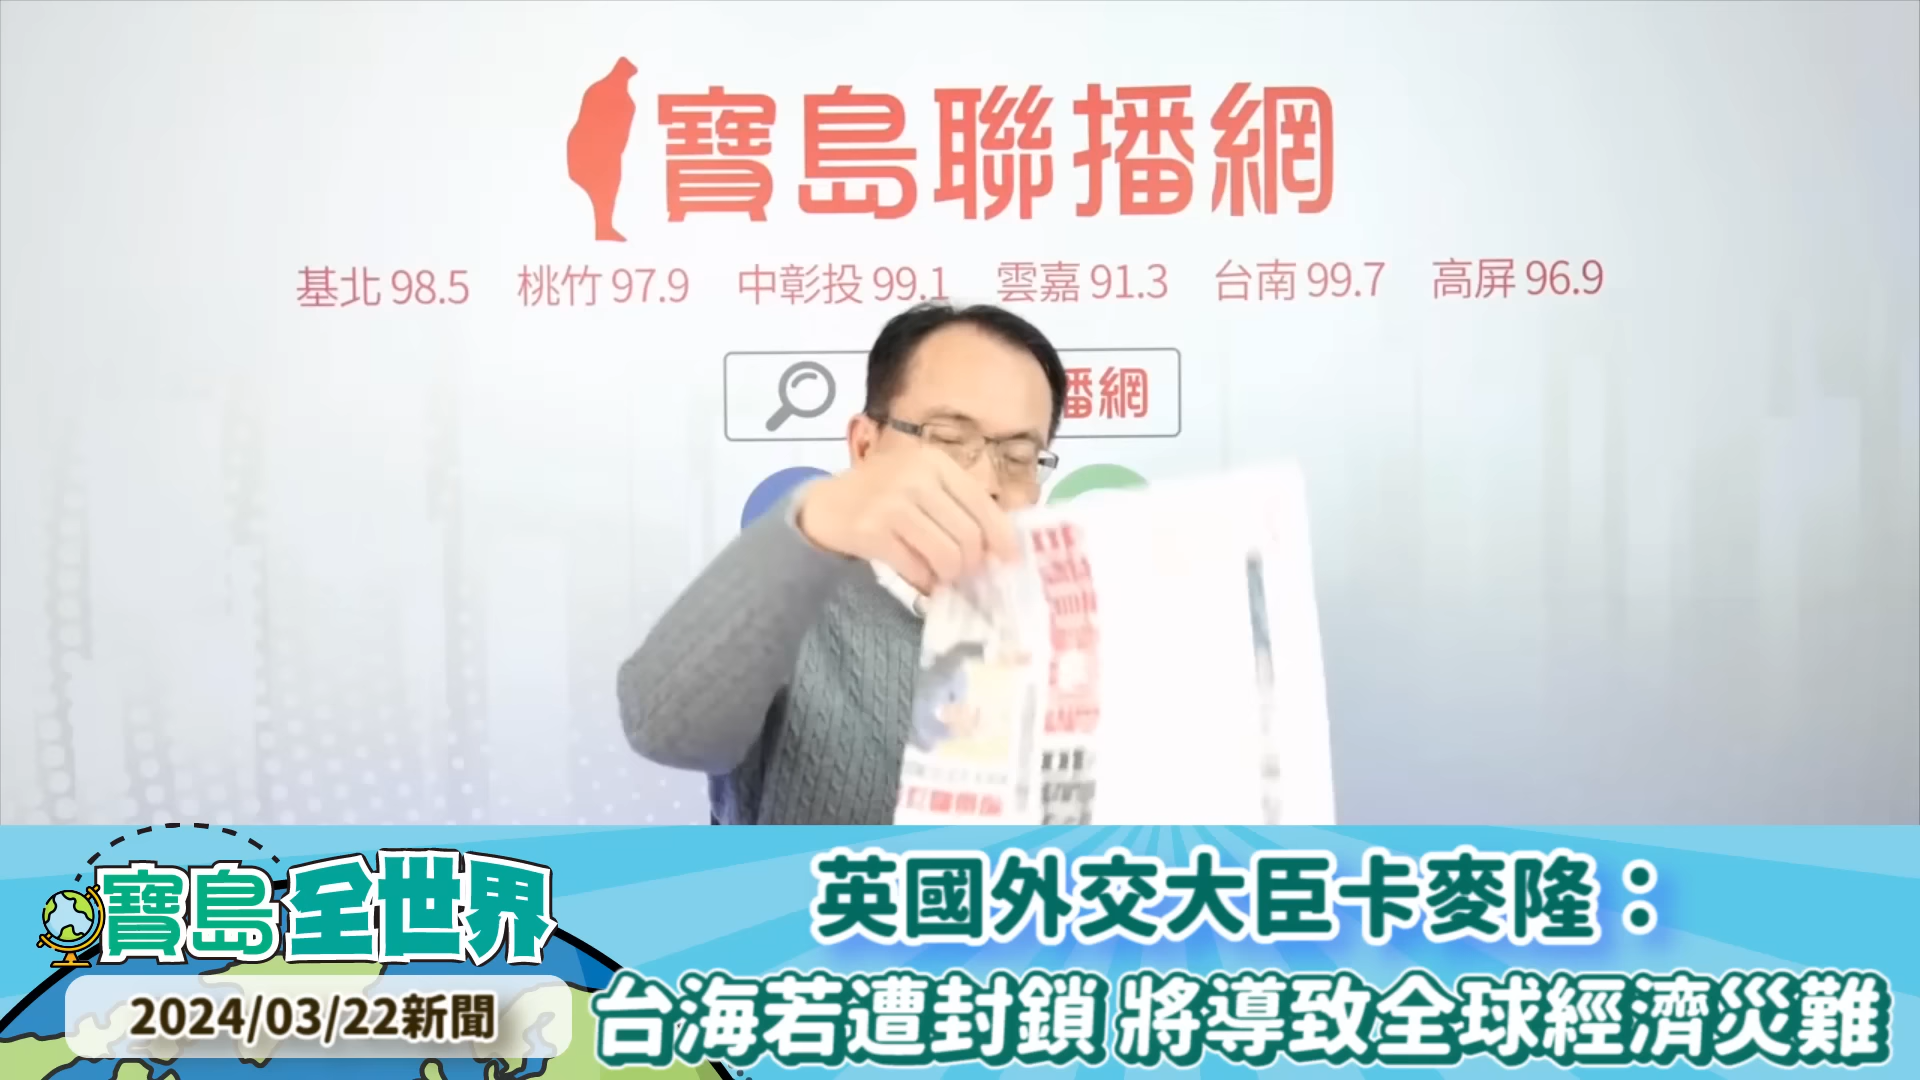 寶島聯播網
基北 98.5 桃竹 97.9 中彰投 99.1 雲嘉 91.3 台南 99.7 高屏 96.9
播網
寶島全世界
英國外交大臣卡麥隆：
2024/03/22新聞
台海若遭封鎖 將導致全球經濟災難